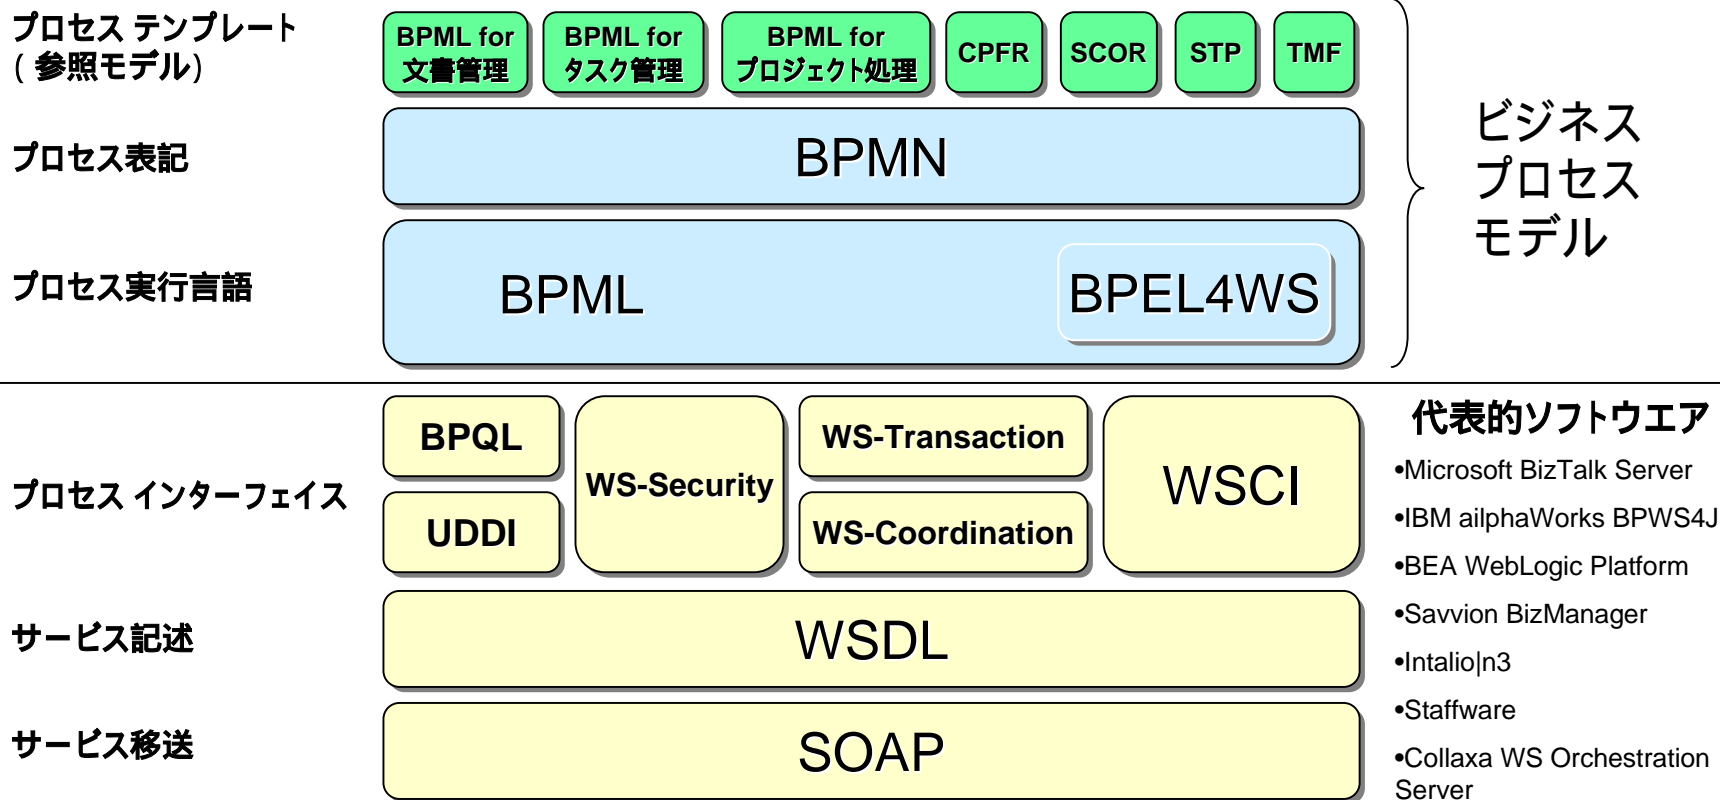 プロセス テンプレート
( 参照モデル)
BPML for
文書管理
BPML for
タスク管理
BPML for
プロジェクト処理
CPFR
SCOR
STP
TMF
プロセス表記
BPMN
ビジネス
プロセス
モデル
プロセス実行言語
BPML
BPEL4WS
プロセス インターフェイス
BPQL
UDDI
WS-Security
WS-Transaction
WS-Coordination
WSCI
サービス記述
WSDL
サービス移送
SOAP
代表的ソフトウエア
•Microsoft BizTalk Server
•IBM ailphaWorks BPWS4J
•BEA WebLogic Platform
•Savvion BizManager
•Intalio|n3
•Staffware
•Collaxa WS Orchestration
Server